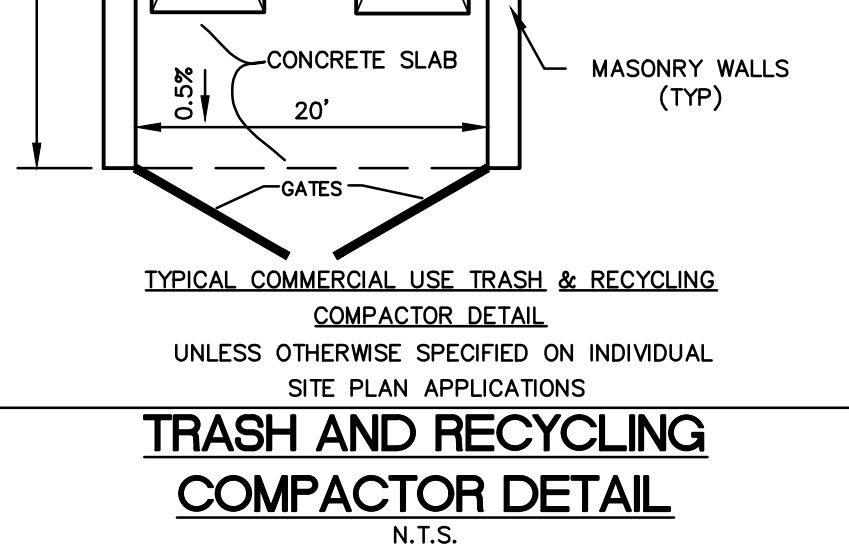 CONCRETE SLAB
MASONRY WALLS
(TYP)
0.5%
20'
GATES
TYPICAL COMMERCIAL USE TRASH & RECYCLING
COMPACTOR DETAIL
UNLESS OTHERWISE SPECIFIED ON INDIVIDUAL
SITE PLAN APPLICATIONS
TRASH AND RECYCLING
COMPACTOR DETAIL
N.T.S.